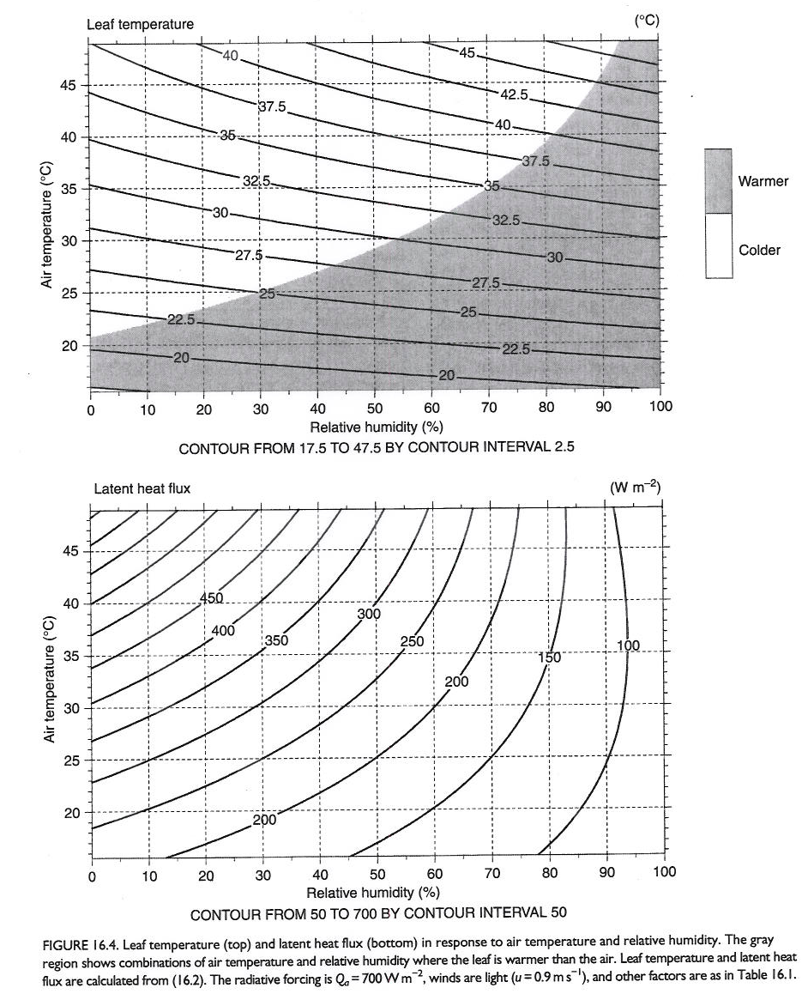 Leaf temperature (°C)
40 45
45 42.5
37.5 40
40 35 37.5
35 32.5 35
30 32.5
30 27.5 30
27.5
25 25 25
22.5 22.5
20 20 20
Air temperature (°C)
Warmer
Colder
0 10 20 30 40 50 60 70 80 90 100
Relative humidity (%)
CONTOUR FROM 17.5 TO 47.5 BY CONTOUR INTERVAL 2.5
Latent heat flux (W m⁻²)
45
40 450
400 350 300 250 100
35 150
200
30
25
20 200
Air temperature (°C)
0 10 20 30 40 50 60 70 80 90 100
Relative humidity (%)
CONTOUR FROM 50 TO 700 BY CONTOUR INTERVAL 50
FIGURE 16.4. Leaf temperature (top) and latent heat flux (bottom) in response to air temperature and relative humidity. The gray
region shows combinations of air temperature and relative humidity where the leaf is warmer than the air. Leaf temperature and latent heat
flux are calculated from (16.2). The radiative forcing is Qₐ = 700 W m⁻², winds are light (u = 0.9 m s⁻¹), and other factors are as in Table 16.1.